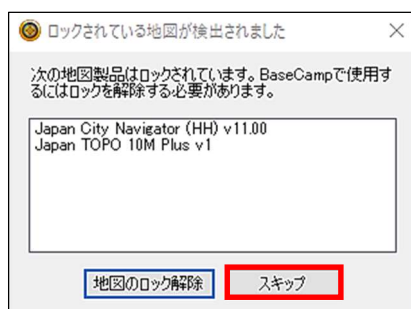 ロックされている地図が検出されました
次の地図製品はロックされています。BaseCampで使用す
るにはロックを解除する必要があります。
Japan City Navigator (HH) v11.00
Japan TOPO 10M Plus v1
地図のロック解除
スキップ